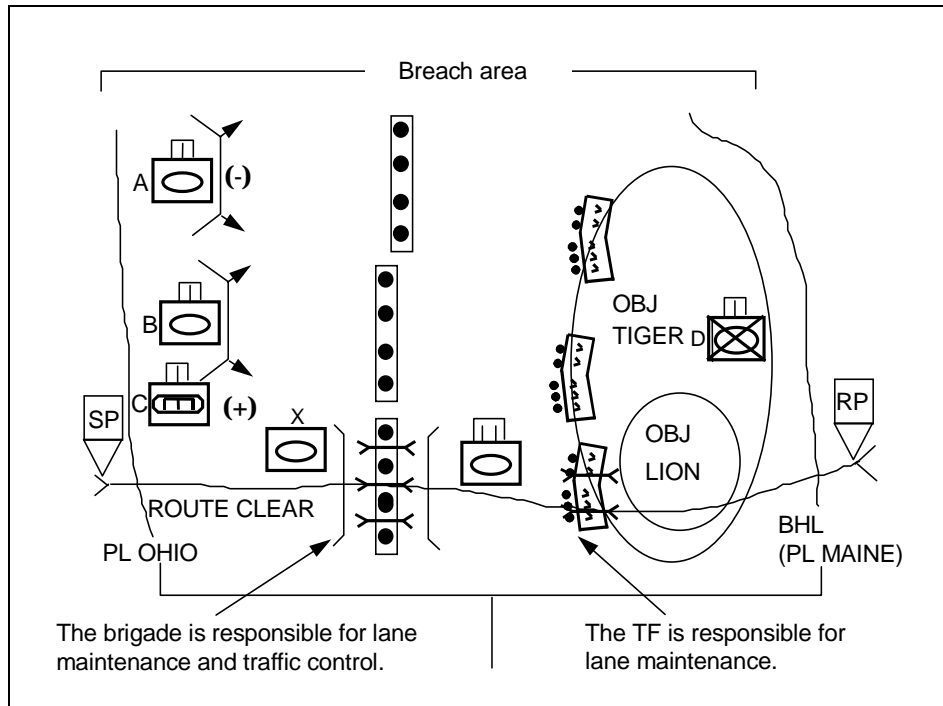 Breach area
A
(-)
B
C
(+)
SP
X
ROUTE CLEAR
PL OHIO
OBJ
TIGER
D
OBJ
LION
RP
BHL
(PL MAINE)
The brigade is responsible for lane
maintenance and traffic control.
The TF is responsible for
lane maintenance.